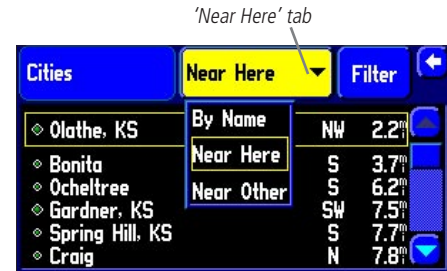 'Near Here' tab
Cities Near Here Filter
Olathe, KS NW 2.2
Bonita S 3.7
Ocheltree S 6.2
Gardner, KS SW 7.5
Spring Hill, KS S 7.7
Craig N 7.8
By Name
Near Here
Near Other